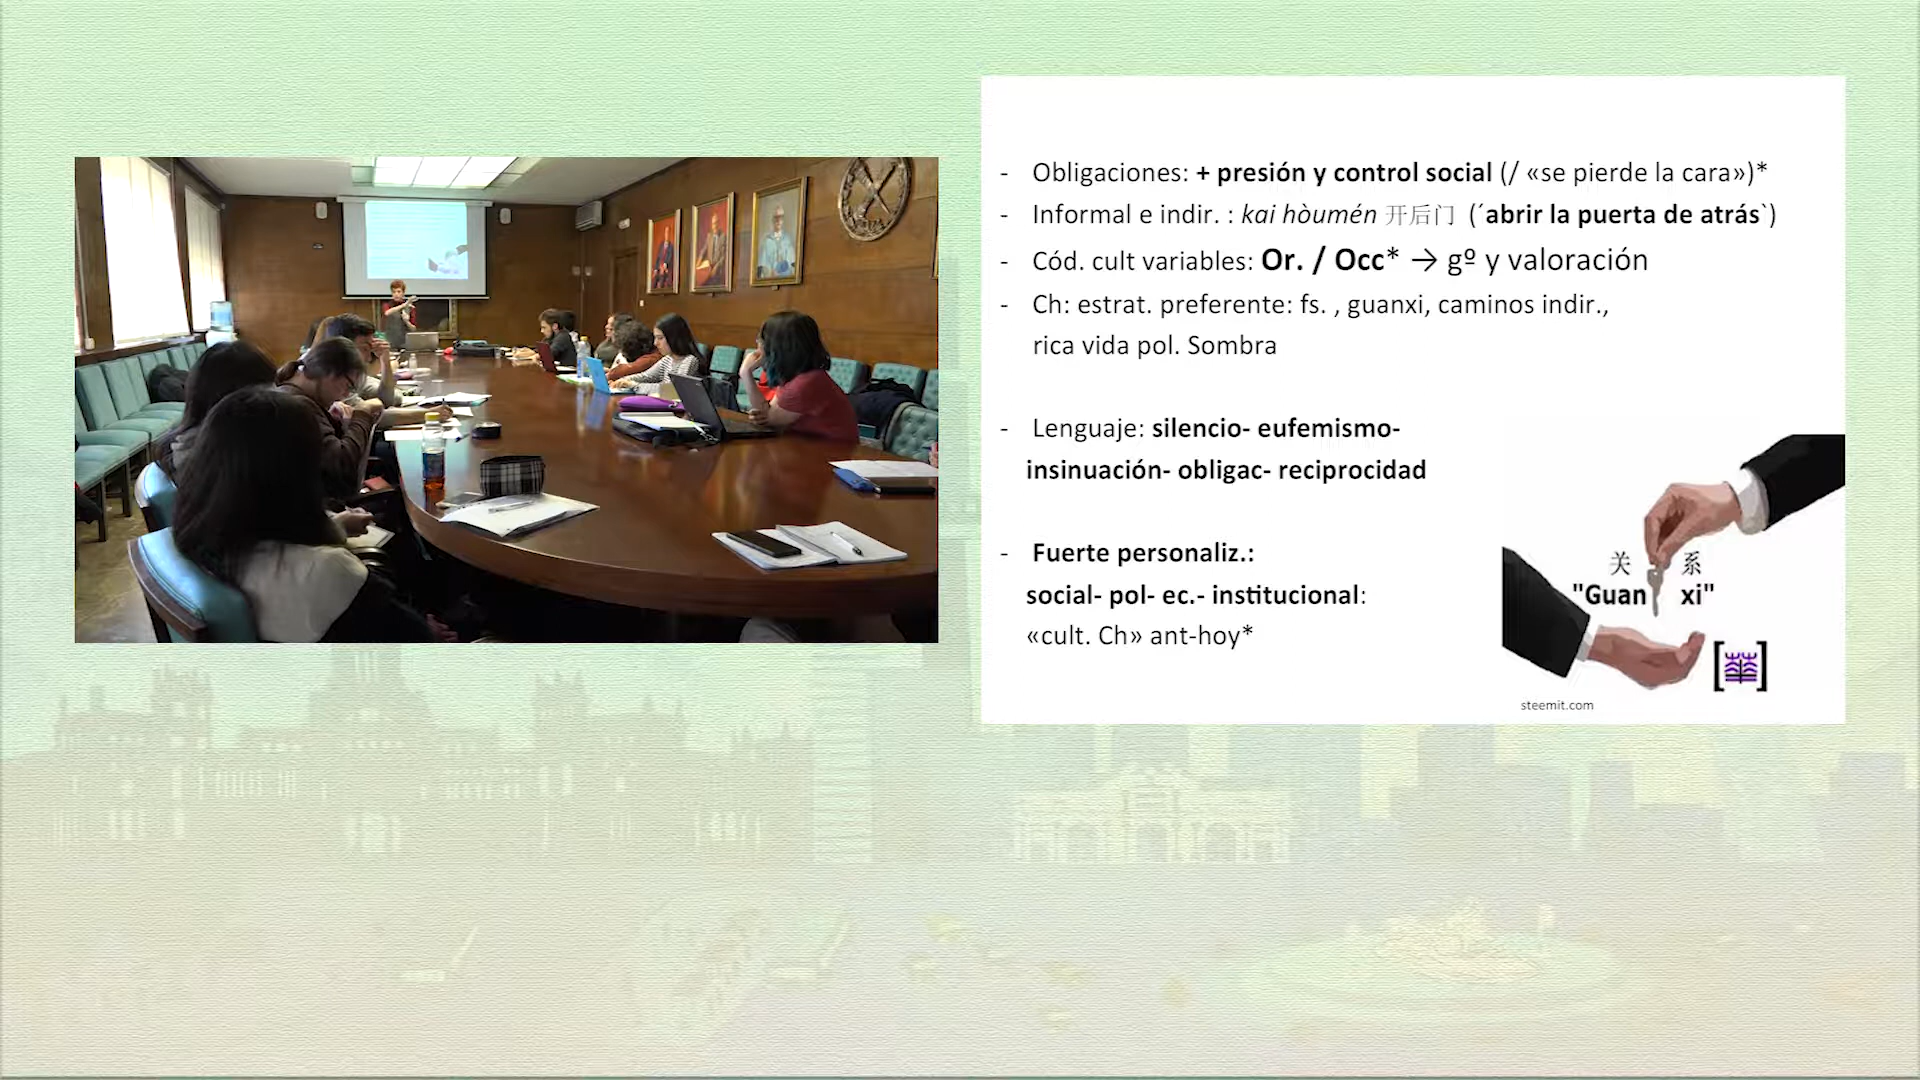 - Obligaciones: + presión y control social (/ «se pierde la cara»)*
- Informal e indir. : kai hòumén 开后门 (´abrir la puerta de atrás`)
- Cód. cult variables: Or. / Occ* → gº y valoración
- Ch: estrat. preferente: fs. , guanxi, caminos indir.,
rica vida pol. Sombra
- Lenguaje: silencio- eufemismo-
insinuación- obligac- reciprocidad
- Fuerte personaliz.:
social- pol- ec.- institucional:
«cult. Ch» ant-hoy*
关 系
"Guan xi"
steemit.com